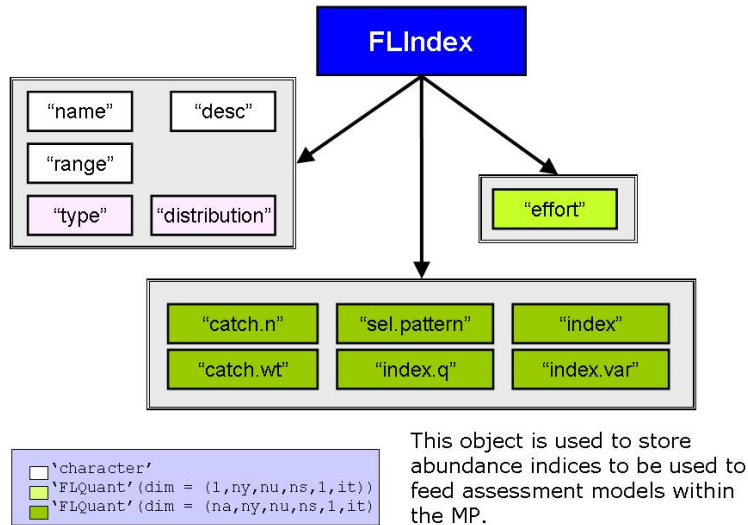 FLIndex
“name” “desc”
“range”
“type” “distribution”
“effort”
“catch.n” “sel.pattern” “index”
“catch.wt” “index.q” “index.var”
‘character’
‘FLQuant’(dim = (1,ny,nu,ns,1,it))
‘FLQuant’(dim = (na,ny,nu,ns,1,it)
This object is used to store
abundance indices to be used to
feed assessment models within
the MP.